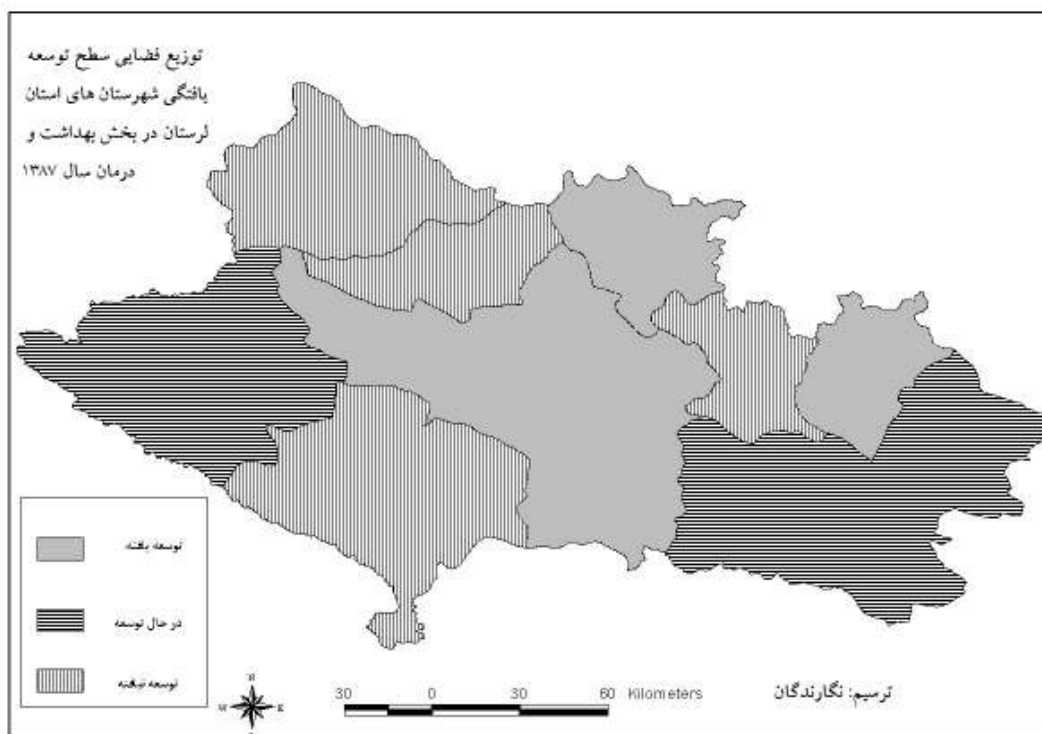 توزیع فضایی سطح توسعه
یافتگی شهرستان های استان
لرستان در بخش بهداشت و
درمان سال ۱۳۸۷
توسعه یافته
در حال توسعه
توسعه نیافته
N
W E
30 0 30 60 Kilometers
ترسیم: نگارندگان